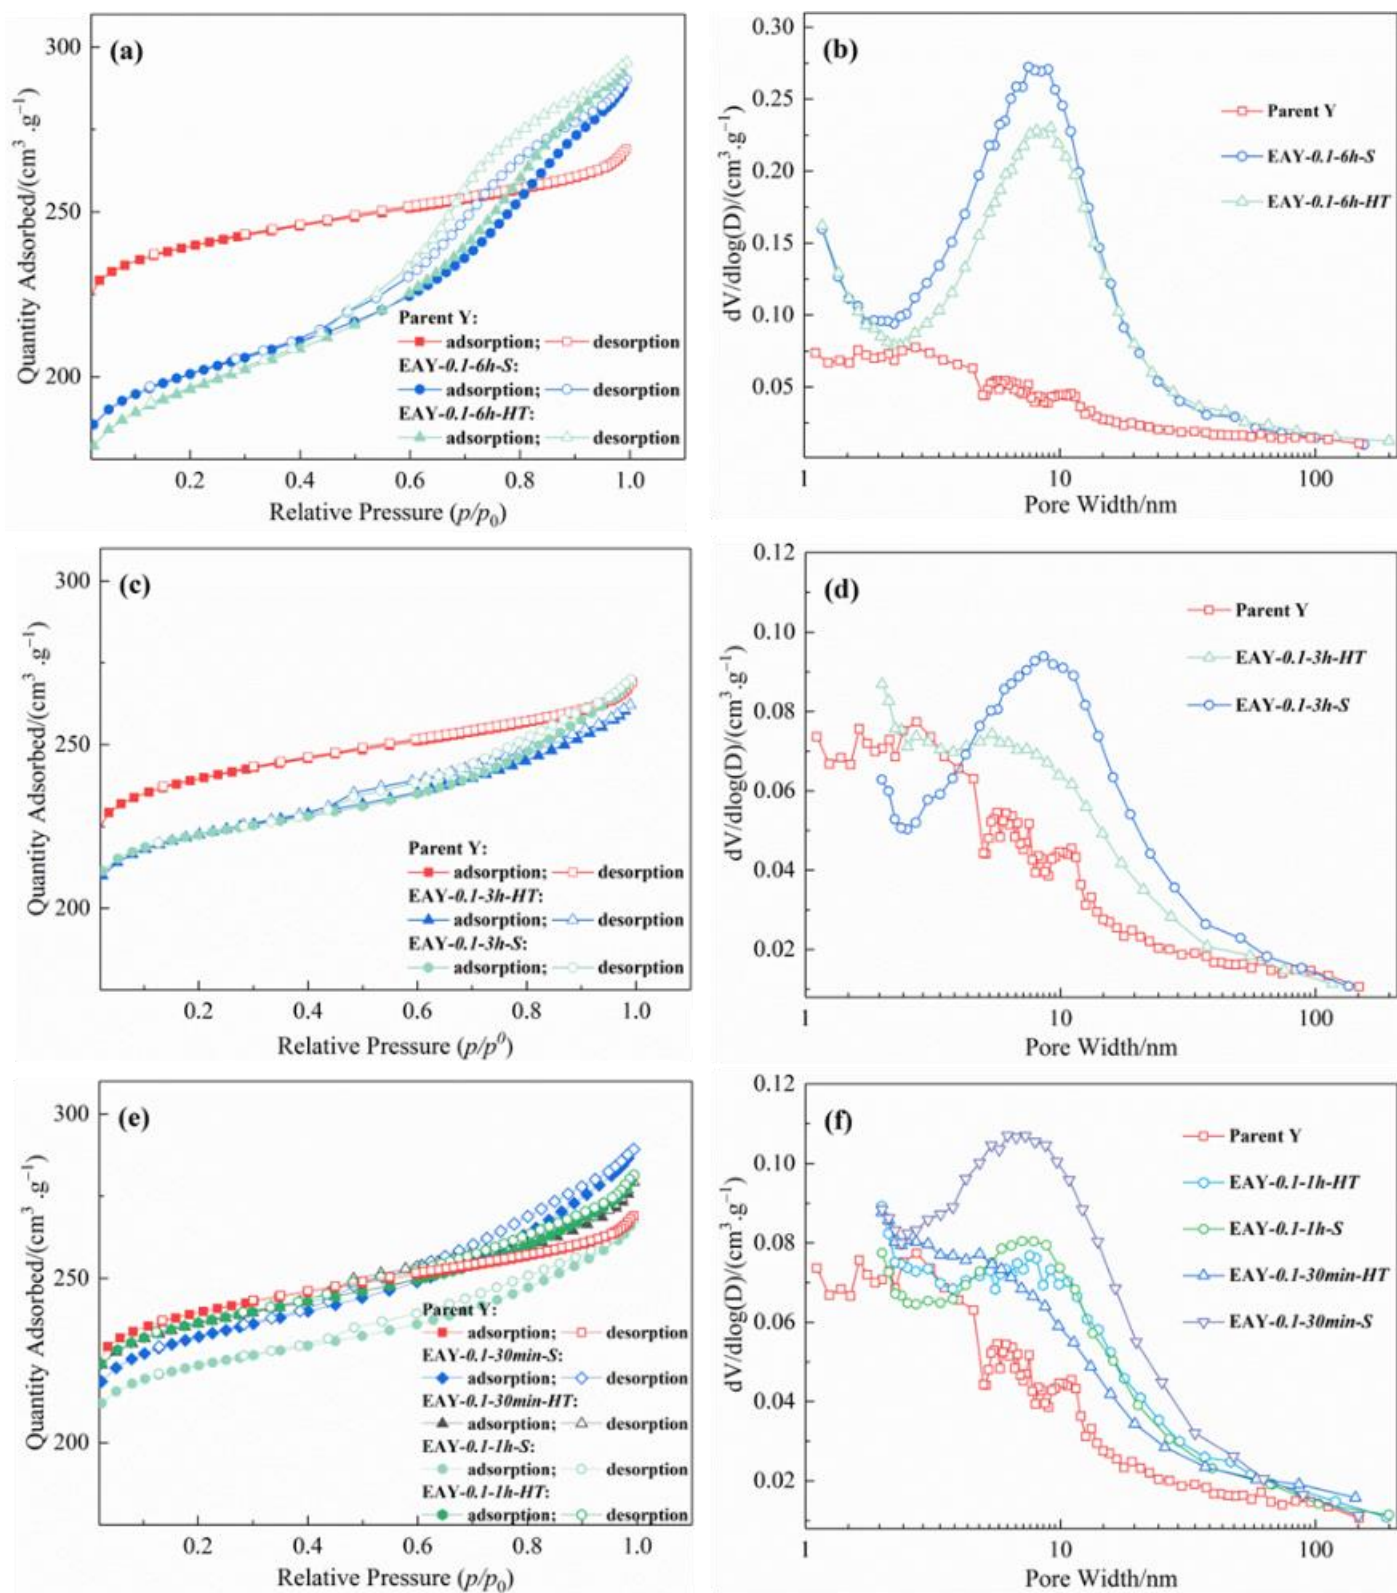 (a)
300
250
200
Quantity Adsorbed/(cm³ .g⁻¹)
Parent Y:
adsorption; desorption
EAY-0.1-6h-S:
adsorption; desorption
EAY-0.1-6h-HT:
adsorption; desorption
0.2 0.4 0.6 0.8 1.0
Relative Pressure (p/p₀)
(b)
0.30
0.25
0.20
0.15
0.10
0.05
dV/dlog(D)/(cm³.g⁻¹)
Parent Y
EAY-0.1-6h-S
EAY-0.1-6h-HT
1 10 100
Pore Width/nm
(c)
300
250
200
Quantity Adsorbed/(cm³ .g⁻¹)
Parent Y:
adsorption; desorption
EAY-0.1-3h-HT:
adsorption; desorption
EAY-0.1-3h-S:
adsorption; desorption
0.2 0.4 0.6 0.8 1.0
Relative Pressure (p/p⁰)
(d)
0.12
0.10
0.08
0.06
0.04
0.02
dV/dlog(D)/(cm³.g⁻¹)
Parent Y
EAY-0.1-3h-HT
EAY-0.1-3h-S
1 10 100
Pore Width/nm
(e)
300
250
200
Quantity Adsorbed/(cm³ .g⁻¹)
Parent Y:
adsorption; desorption
EAY-0.1-30min-S:
adsorption; desorption
EAY-0.1-30min-HT:
adsorption; desorption
EAY-0.1-1h-S:
adsorption; desorption
EAY-0.1-1h-HT:
adsorption; desorption
0.2 0.4 0.6 0.8 1.0
Relative Pressure (p/p₀)
(f)
0.12
0.10
0.08
0.06
0.04
0.02
dV/dlog(D)/(cm³.g⁻¹)
Parent Y
EAY-0.1-1h-HT
EAY-0.1-1h-S
EAY-0.1-30min-HT
EAY-0.1-30min-S
1 10 100
Pore Width/nm